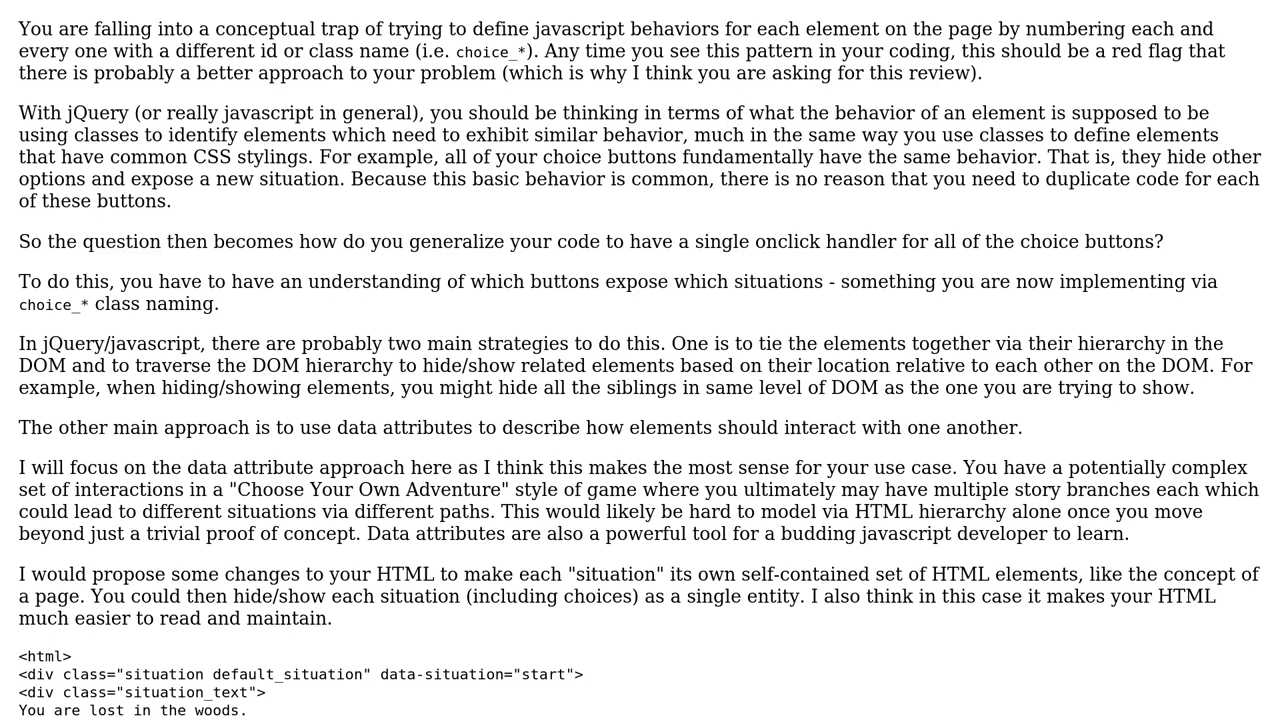 You are falling into a conceptual trap of trying to define javascript behaviors for each element on the page by numbering each and
every one with a different id or class name (i.e. choice_*). Any time you see this pattern in your coding, this should be a red flag that
there is probably a better approach to your problem (which is why I think you are asking for this review).
With jQuery (or really javascript in general), you should be thinking in terms of what the behavior of an element is supposed to be
using classes to identify elements which need to exhibit similar behavior, much in the same way you use classes to define elements
that have common CSS stylings. For example, all of your choice buttons fundamentally have the same behavior. That is, they hide other
options and expose a new situation. Because this basic behavior is common, there is no reason that you need to duplicate code for each
of these buttons.
So the question then becomes how do you generalize your code to have a single onclick handler for all of the choice buttons?
To do this, you have to have an understanding of which buttons expose which situations - something you are now implementing via
choice_* class naming.
In jQuery/javascript, there are probably two main strategies to do this. One is to tie the elements together via their hierarchy in the
DOM and to traverse the DOM hierarchy to hide/show related elements based on their location relative to each other on the DOM. For
example, when hiding/showing elements, you might hide all the siblings in same level of DOM as the one you are trying to show.
The other main approach is to use data attributes to describe how elements should interact with one another.
I will focus on the data attribute approach here as I think this makes the most sense for your use case. You have a potentially complex
set of interactions in a "Choose Your Own Adventure" style of game where you ultimately may have multiple story branches each which
could lead to different situations via different paths. This would likely be hard to model via HTML hierarchy alone once you move
beyond just a trivial proof of concept. Data attributes are also a powerful tool for a budding javascript developer to learn.
I would propose some changes to your HTML to make each "situation" its own self-contained set of HTML elements, like the concept of
a page. You could then hide/show each situation (including choices) as a single entity. I also think in this case it makes your HTML
much easier to read and maintain.
<html>
<div class="situation default_situation" data-situation="start">
<div class="situation_text">
You are lost in the woods.